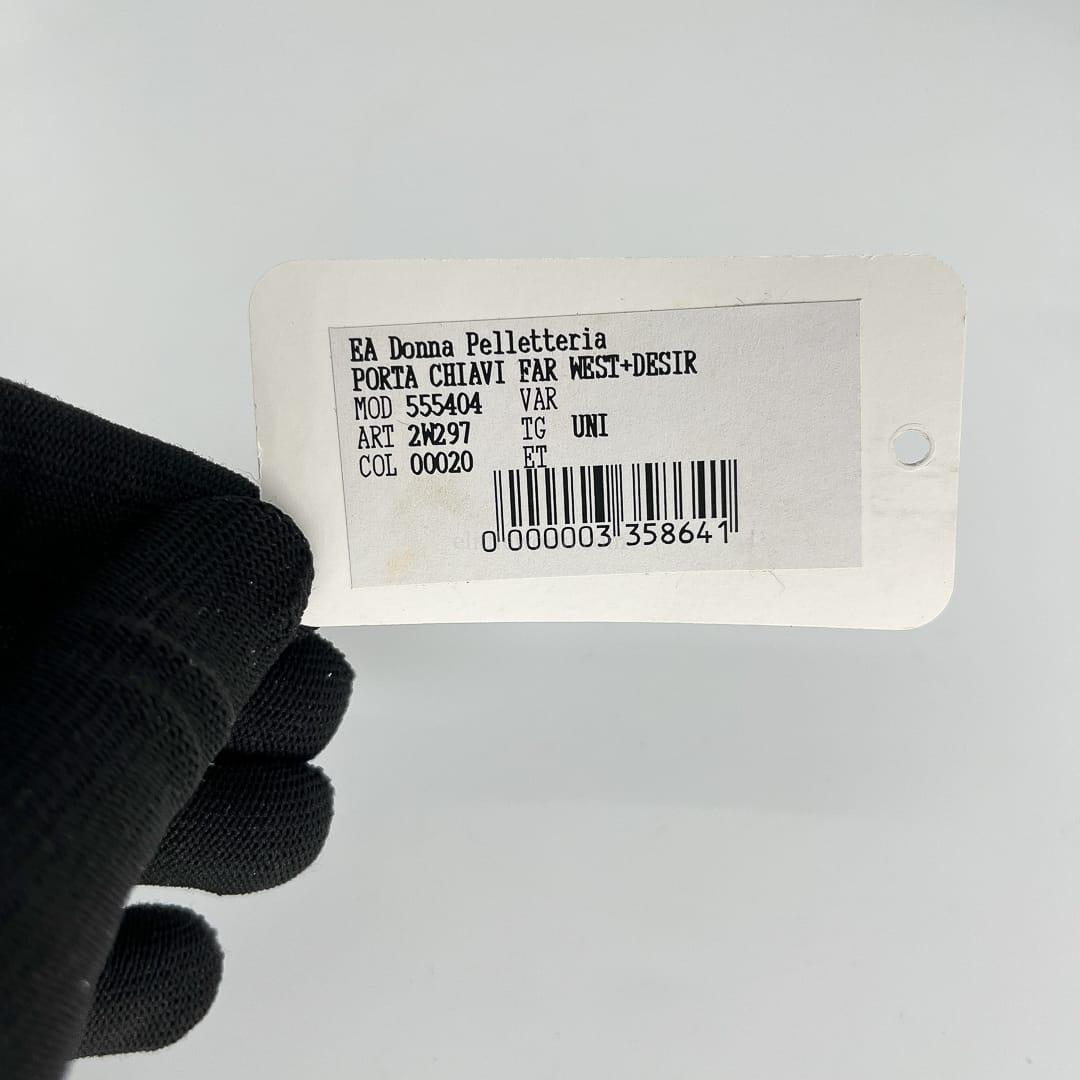 EA Donna Pelletteria
PORTA CHIAVI FAR WEST+DESIR
MOD 555404 VAR
ART 2W297 TG UNI
COL 00020 ET
0 000003 358641